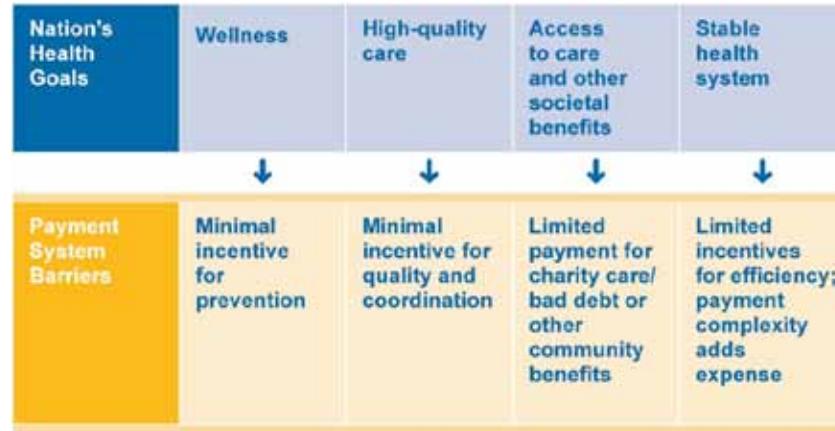 Nation's
Health
Goals
Wellness
High-quality
care
Access
to care
and other
societal
benefits
Stable
health
system
Payment
System
Barriers
Minimal
incentive
for
prevention
Minimal
incentive for
quality and
coordination
Limited
payment for
charity care/
bad debt or
other
community
benefits
Limited
incentives
for efficiency;
payment
complexity
adds
expense